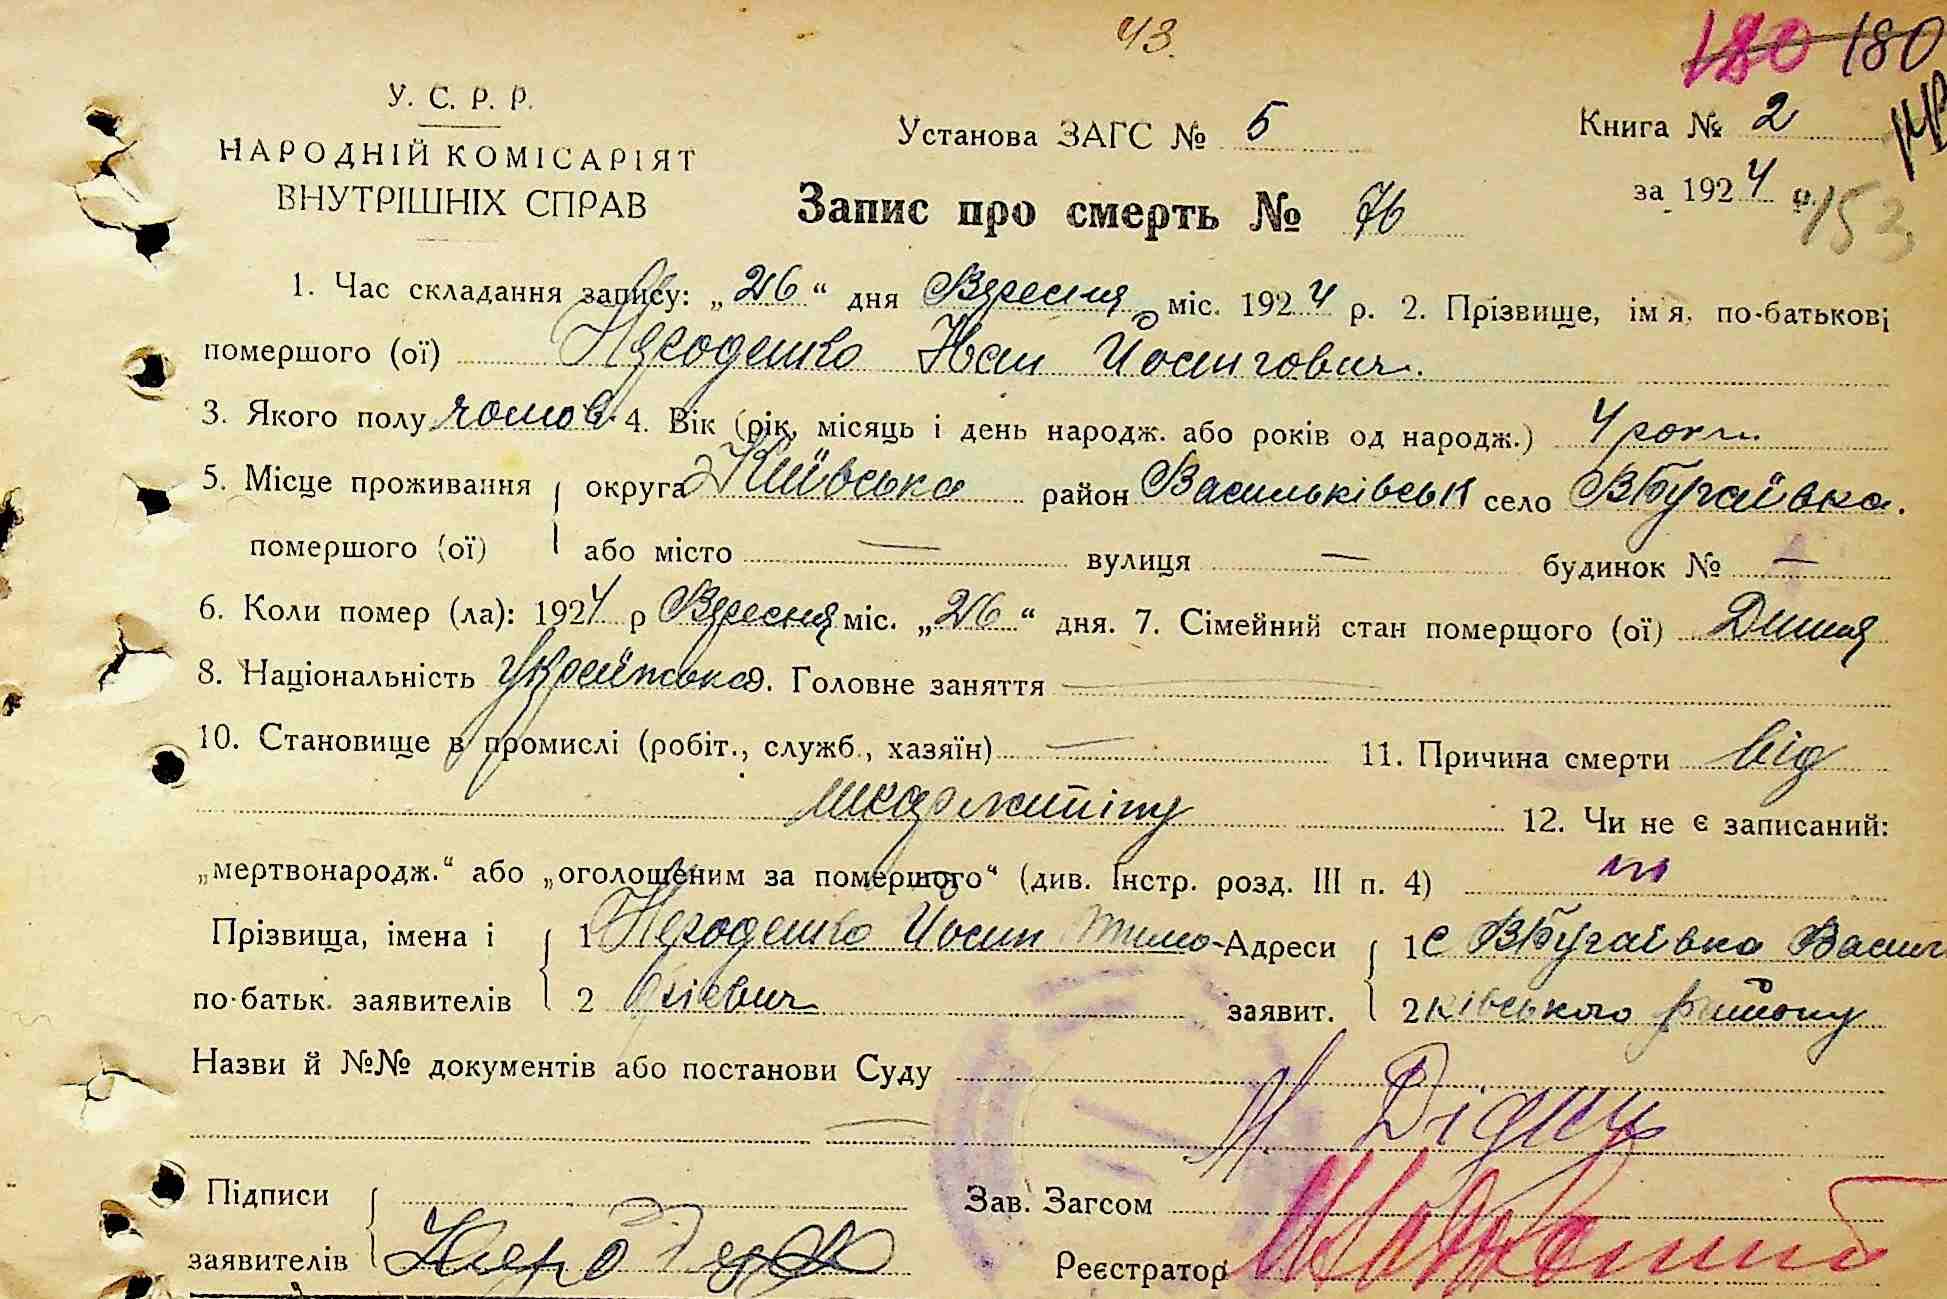 43.
180 180
У. С. Р. Р.
НАРОДНІЙ КОМІСАРІЯТ
ВНУТРІШНІХ СПРАВ
Установа ЗАГС № 5
Книга № 2
за 1924 р.
153
Запис про смерть № 76
1. Час складання запису: „26“ дня Вересня міс. 1924 р. 2. Прізвище, ім'я, по-батькові
помершого (ої) Нероденко Іван Йосипович.
3. Якого полу чолов. 4. Вік (рік, місяць і день народж. або років од народж.) 4 роки.
5. Місце проживання округа Київська район Васильківськ село ВБугаївка.
помершого (ої) або місто — вулиця — будинок № —
6. Коли помер (ла): 1924 р Вересня міс. „26“ дня. 7. Сімейний стан помершого (ої) Дитя
8. Національність Українська 9. Головне заняття —
10. Становище в промислі (робіт., служб., хазяїн) — 11. Причина смерти від
шкарлятіну 12. Чи не є записаний:
„мертвонародж.“ або „оголошеним за помершого“ (див. Інстр. розд. III п. 4) ні
Прізвища, імена і 1 Нероденко Йосип Тимо- Адреси 1 с ВБугаївка Василь
по-батьк. заявителів 2 фієвич заявит. 2 ківського району
Назви й №№ документів або постанови Суду
—
Підписи Зав. Загсом
заявителів Реєстратор